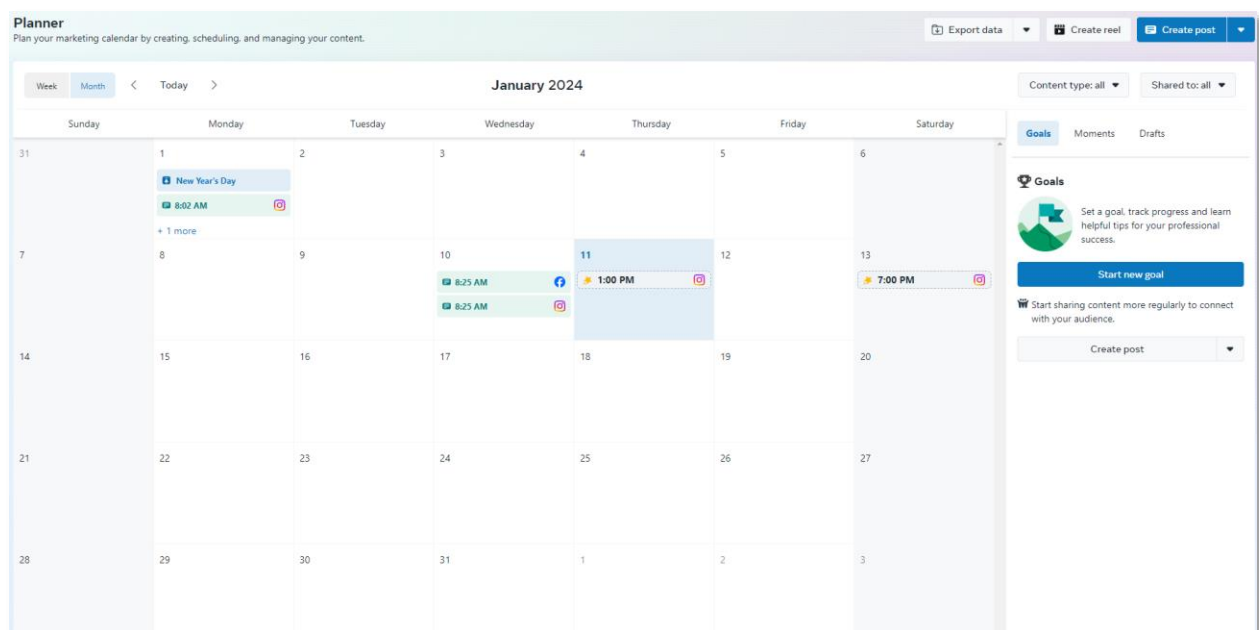 Planner
Plan your marketing calendar by creating, scheduling, and managing your content.
Export data
Create reel
Create post
Week
Month
Today
January 2024
Content type: all
Shared to: all
Sunday Monday Tuesday Wednesday Thursday Friday Saturday
31 1 2 3 4 5 6
New Year's Day
8:02 AM
+ 1 more
7 8 9 10 11 12 13
8:25 AM 1:00 PM 7:00 PM
8:25 AM
14 15 16 17 18 19 20
21 22 23 24 25 26 27
28 29 30 31 1 2 3
Goals Moments Drafts
Goals
Set a goal, track progress and learn
helpful tips for your professional
success.
Start new goal
Start sharing content more regularly to connect
with your audience.
Create post